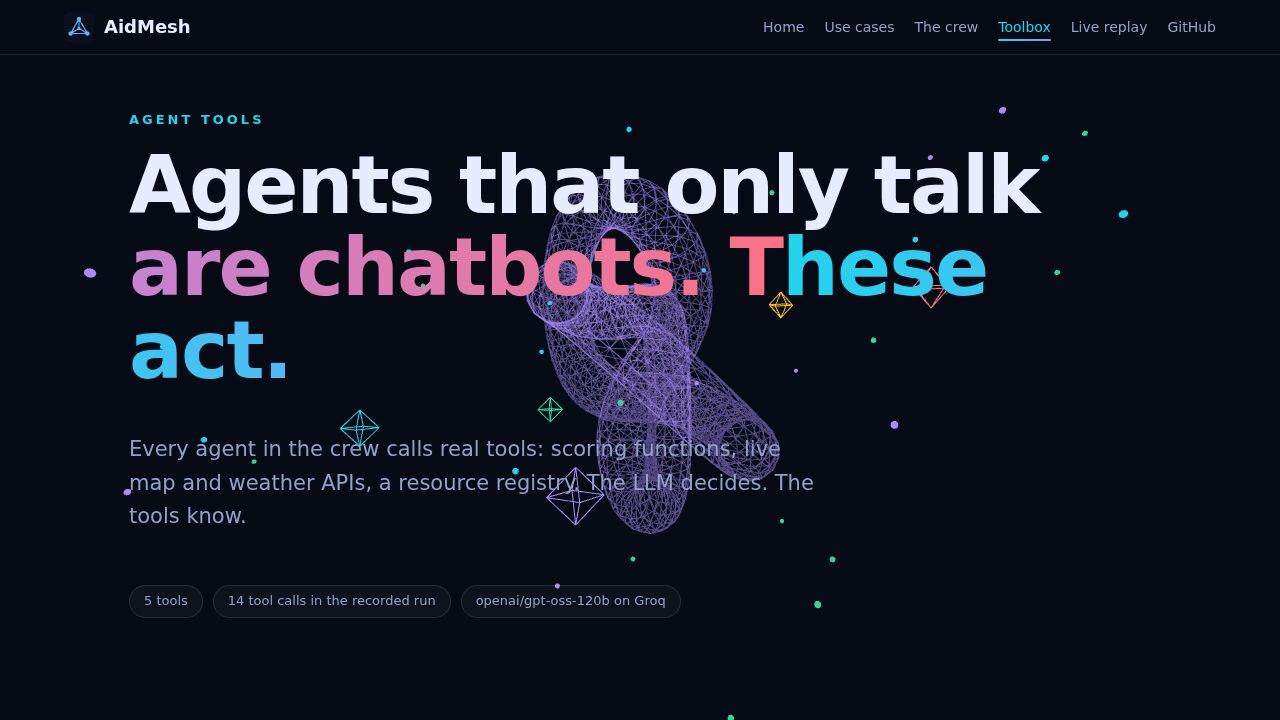 AidMesh
Home
Use cases
The crew
Toolbox
Live replay
GitHub
AGENT TOOLS
Agents that only talk
are chatbots. These
act.
Every agent in the crew calls real tools: scoring functions, live
map and weather APIs, a resource registry. The LLM decides. The
tools know.
5 tools
14 tool calls in the recorded run
openai/gpt-oss-120b on Groq